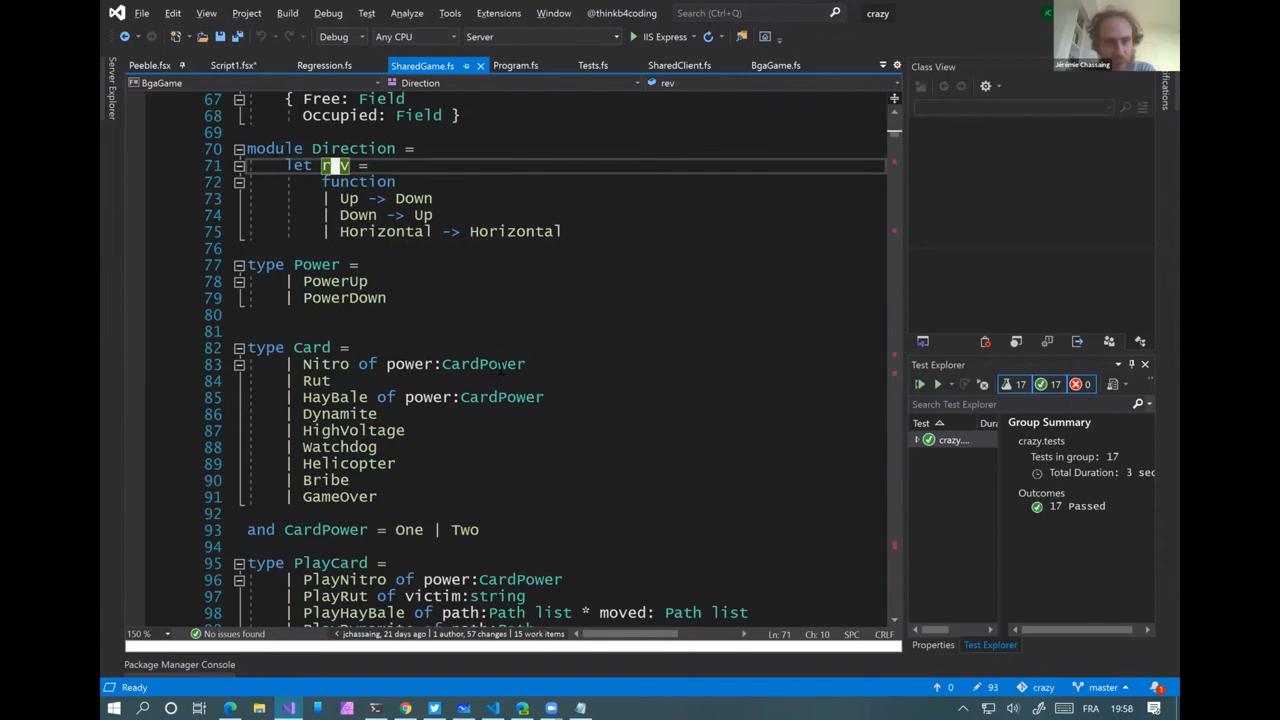 File Edit View Project Build Debug Test Analyze Tools Extensions Window @thinkb4coding Search (Ctrl+Q) crazy JC
Debug Any CPU Server IIS Express
Jérémie Chassaing
Server Explorer
Peeble.fsx Script1.fsx* Regression.fs SharedGame.fs Program.fs Tests.fs SharedClient.fs BgaGame.fs
BgaGame Direction rev
67 { Free: Field
68 Occupied: Field }
69
70 module Direction =
71 let rev =
72 function
73 | Up -> Down
74 | Down -> Up
75 | Horizontal -> Horizontal
76
77 type Power =
78 | PowerUp
79 | PowerDown
80
81
82 type Card =
83 | Nitro of power:CardPower
84 | Rut
85 | HayBale of power:CardPower
86 | Dynamite
87 | HighVoltage
88 | Watchdog
89 | Helicopter
90 | Bribe
91 | GameOver
92
93 and CardPower = One | Two
94
95 type PlayCard =
96 | PlayNitro of power:CardPower
97 | PlayRut of victim:string
98 | PlayHayBale of path:Path list * moved: Path list
150 % No issues found jchassaing, 21 days ago | 1 author, 57 changes | 15 work items Ln: 71 Ch: 10 SPC CRLF
Package Manager Console
Class View
Test Explorer
17 17 0
Search Test Explorer
Test Dura
crazy....
Group Summary
crazy.tests
Tests in group: 17
Total Duration: 3 sec
Outcomes
17 Passed
Properties Test Explorer
Ready 0 93 crazy master 1
FRA 19:58